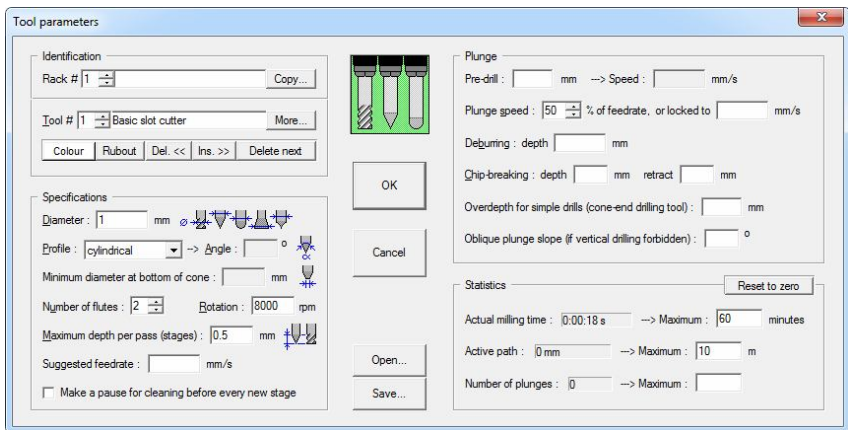 Tool parameters
Identification
Rack # 1 Copy...
Tool # 1 Basic slot cutter More...
Colour Rubout Del. << Ins. >> Delete next
Specifications
Diameter : 1 mm ø
Profile : cylindrical --> Angle : °
α
Minimum diameter at bottom of cone : mm
Number of flutes : 2 Rotation : 8000 rpm
Maximum depth per pass (stages) : 0.5 mm
Suggested feedrate : mm/s
Make a pause for cleaning before every new stage
OK
Cancel
Open...
Save...
Plunge
Pre-drill : mm ---> Speed : mm/s
Plunge speed : 50 % of feedrate, or locked to mm/s
Deburring : depth mm
Chip-breaking : depth mm retract mm
Overdepth for simple drills (cone-end drilling tool) : mm
Oblique plunge slope (if vertical drilling forbidden) : °
Statistics Reset to zero
Actual milling time : 0:00:18 s ---> Maximum : 60 minutes
Active path : 0 mm ---> Maximum : 10 m
Number of plunges : 0 ---> Maximum :